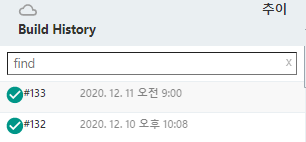 추이
Build History
find x
#133 2020. 12. 11 오전 9:00
#132 2020. 12. 10 오후 10:08